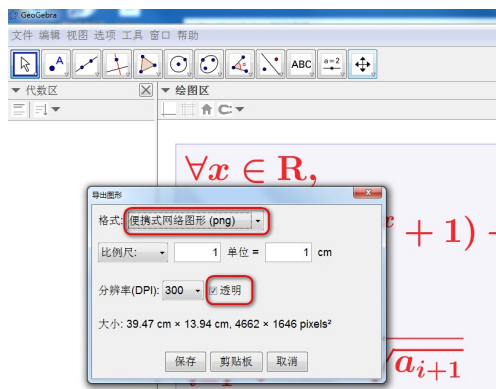 GeoGebra
文件 编辑 视图 选项 工具 窗口 帮助
A ABC a=2
▼ 代数区 ▼ 绘图区
∀x ∈ R,
x + 1) -
√a_{i+1}
导出图形
格式: 便携式网络图形 (png)
比例尺: 1 单位 = 1 cm
分辨率(DPI): 300 透明
大小: 39.47 cm × 13.94 cm, 4662 × 1646 pixels²
保存 剪贴板 取消